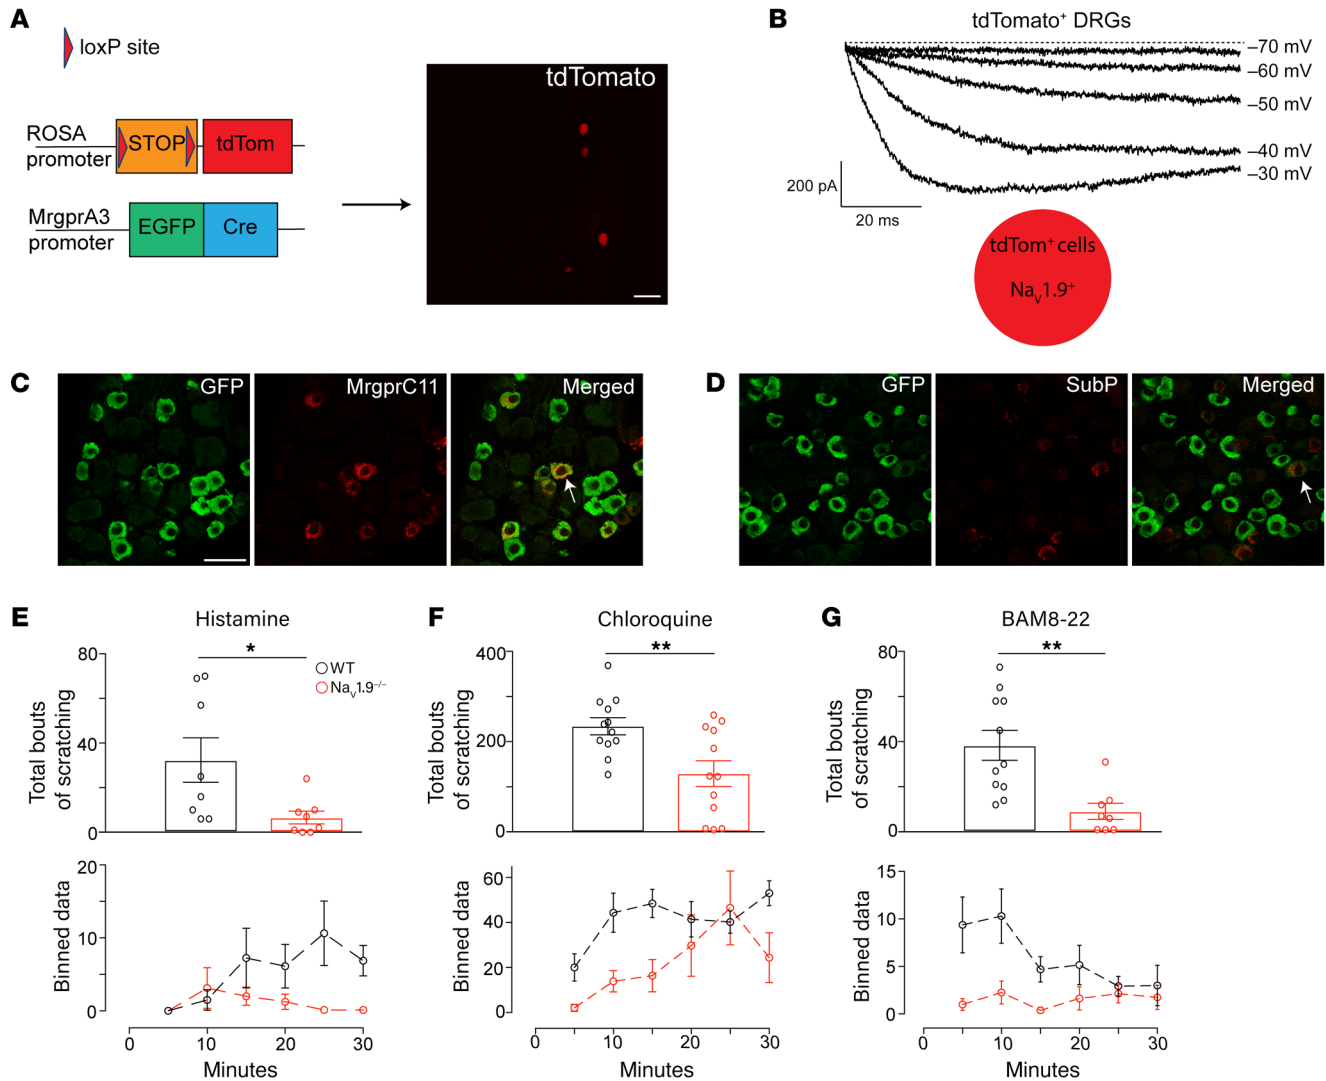 A
loxP site
ROSA
promoter
STOP
tdTom
MrgprA3
promoter
EGFP
Cre
tdTomato
B
tdTomato⁺ DRGs
–70 mV
–60 mV
–50 mV
–40 mV
–30 mV
200 pA
20 ms
tdTom⁺ cells
Naᵥ1.9⁺
C
GFP
MrgprC11
Merged
D
GFP
SubP
Merged
E
Histamine
*
WT
Naᵥ1.9⁻/⁻
Total bouts
of scratching
80
40
0
Binned data
20
10
0
0
10
20
30
Minutes
F
Chloroquine
**
Total bouts
of scratching
400
200
0
Binned data
60
40
20
0
0
10
20
30
Minutes
G
BAM8-22
**
Total bouts
of scratching
80
40
0
Binned data
15
10
5
0
0
10
20
30
Minutes